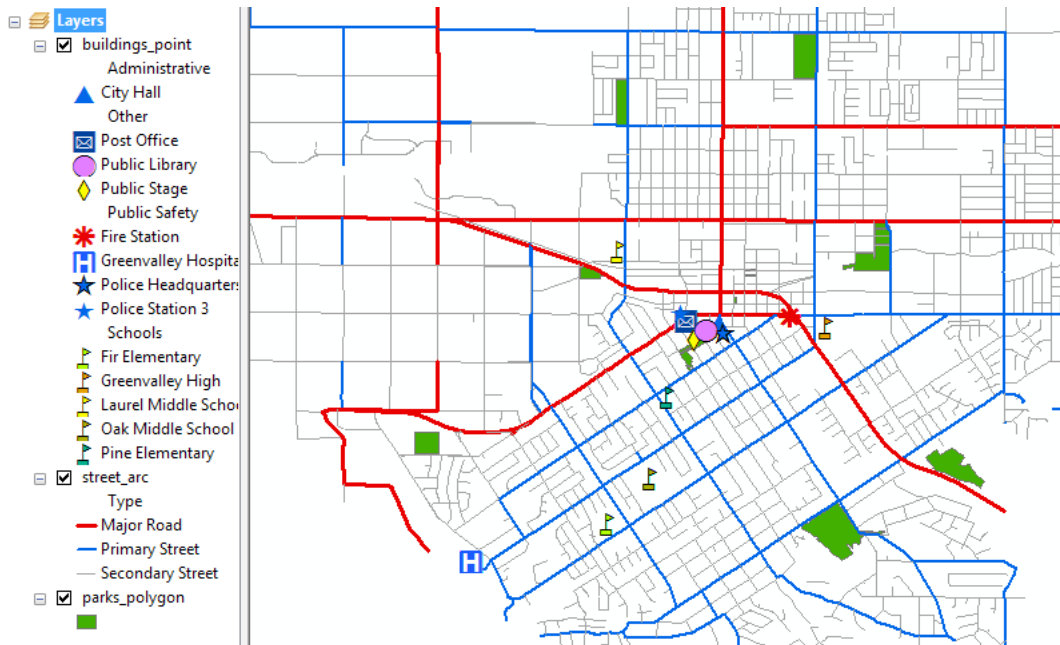 Layers
buildings_point
Administrative
City Hall
Other
Post Office
Public Library
Public Stage
Public Safety
Fire Station
H Greenvalley Hospita
Police Headquarters
Police Station 3
Schools
Fir Elementary
Greenvalley High
Laurel Middle Schoo
Oak Middle School
Pine Elementary
street_arc
Type
Major Road
Primary Street
Secondary Street
parks_polygon
H